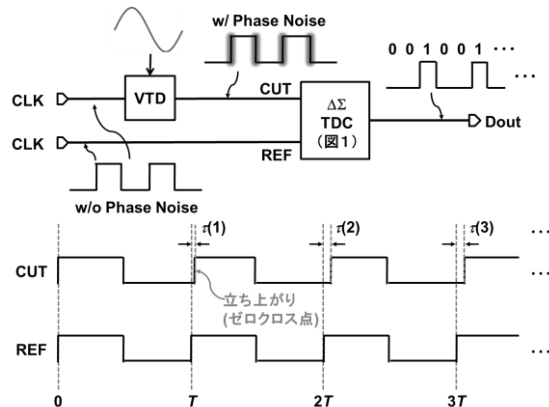 w/ Phase Noise
0 0 1 0 0 1 ⋯
CLK
VTD
CUT
ΔΣ
TDC
(図1)
Dout
CLK
REF
w/o Phase Noise
τ(1)
τ(2)
τ(3)
CUT
立ち上がり
(ゼロクロス点)
REF
0
T
2T
3T